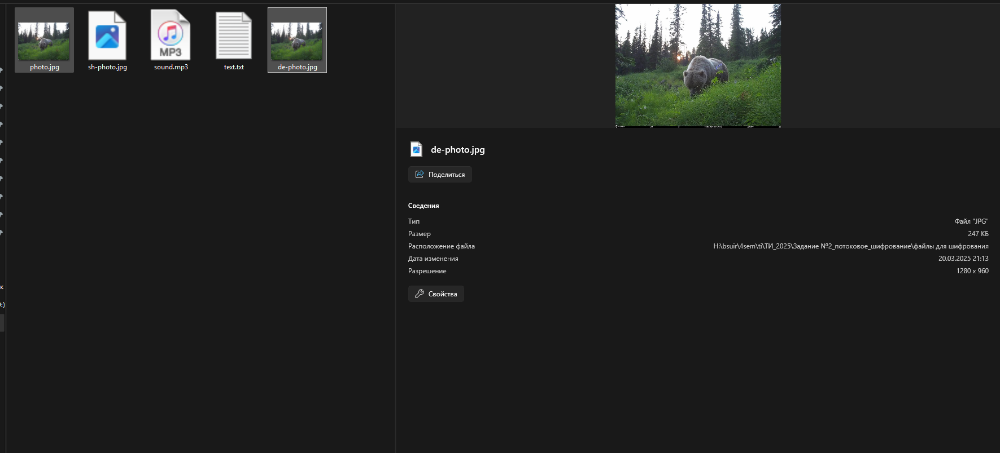 photo.jpg
sh-photo.jpg
MP3
sound.mp3
text.txt
de-photo.jpg
de-photo.jpg
Поделиться
Сведения
Тип Файл "JPG"
Размер 247 КБ
Расположение файла H:\bsuir\4sem\ti\ТИ_2025\Задание №2_потоковое_шифрование\файлы для шифрования
Дата изменения 20.03.2025 21:13
Разрешение 1280 x 960
Свойства
к
:)